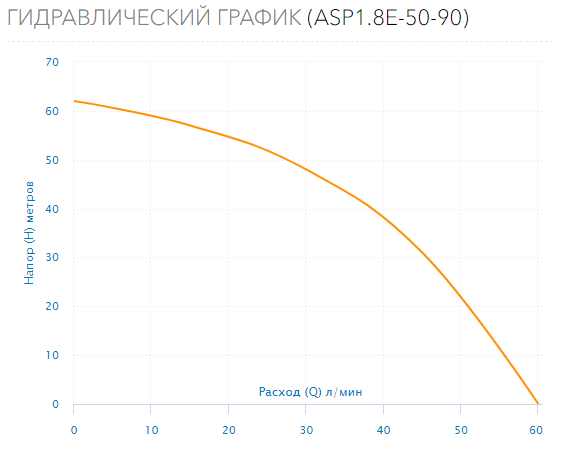 ГИДРАВЛИЧЕСКИЙ ГРАФИК (ASP1.8E-50-90)
70
60
50
40
30
20
10
0
Напор (H) метров
Расход (Q) л/мин
0 10 20 30 40 50 60